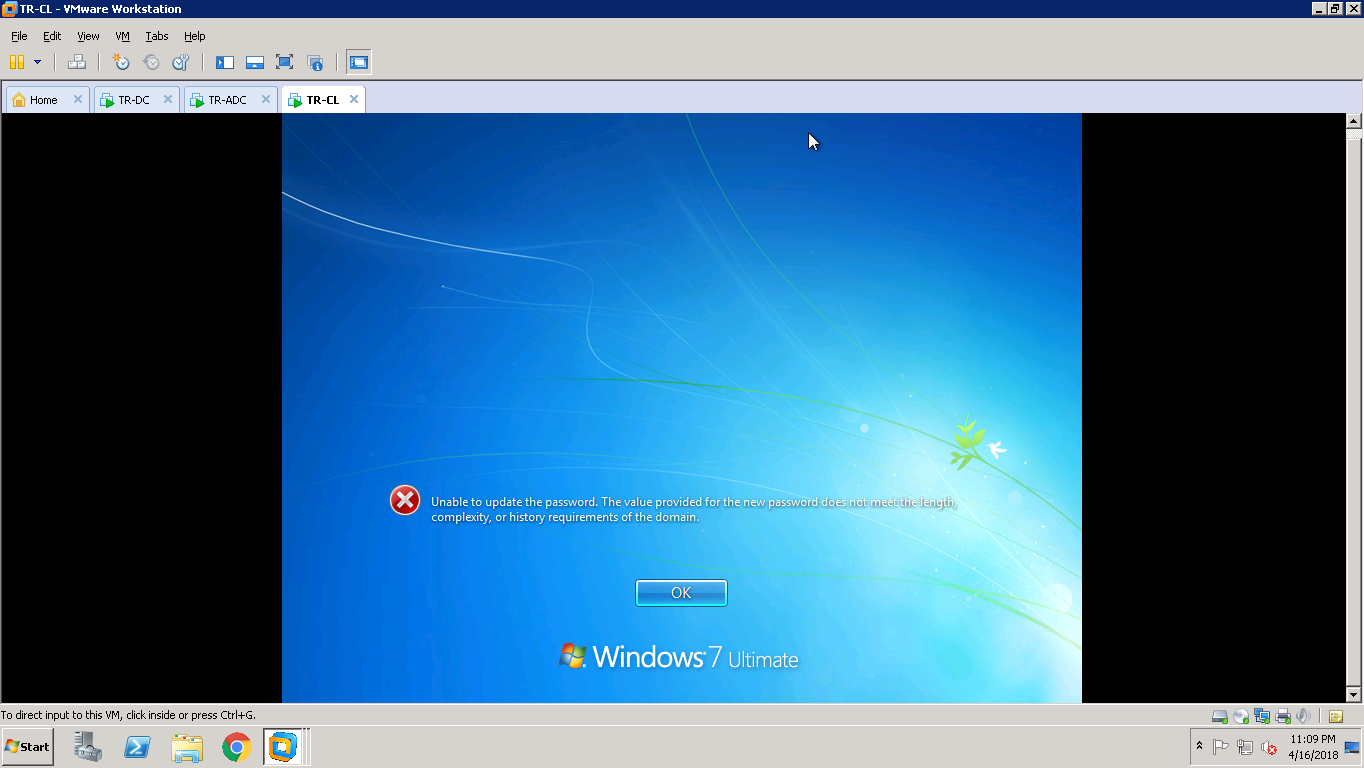 TR-CL - VMware Workstation
File Edit View VM Tabs Help
Home TR-DC TR-ADC TR-CL
Unable to update the password. The value provided for the new password does not meet the length,
complexity, or history requirements of the domain.
OK
Windows 7 Ultimate
To direct input to this VM, click inside or press Ctrl+G.
Start
11:09 PM
4/16/2018